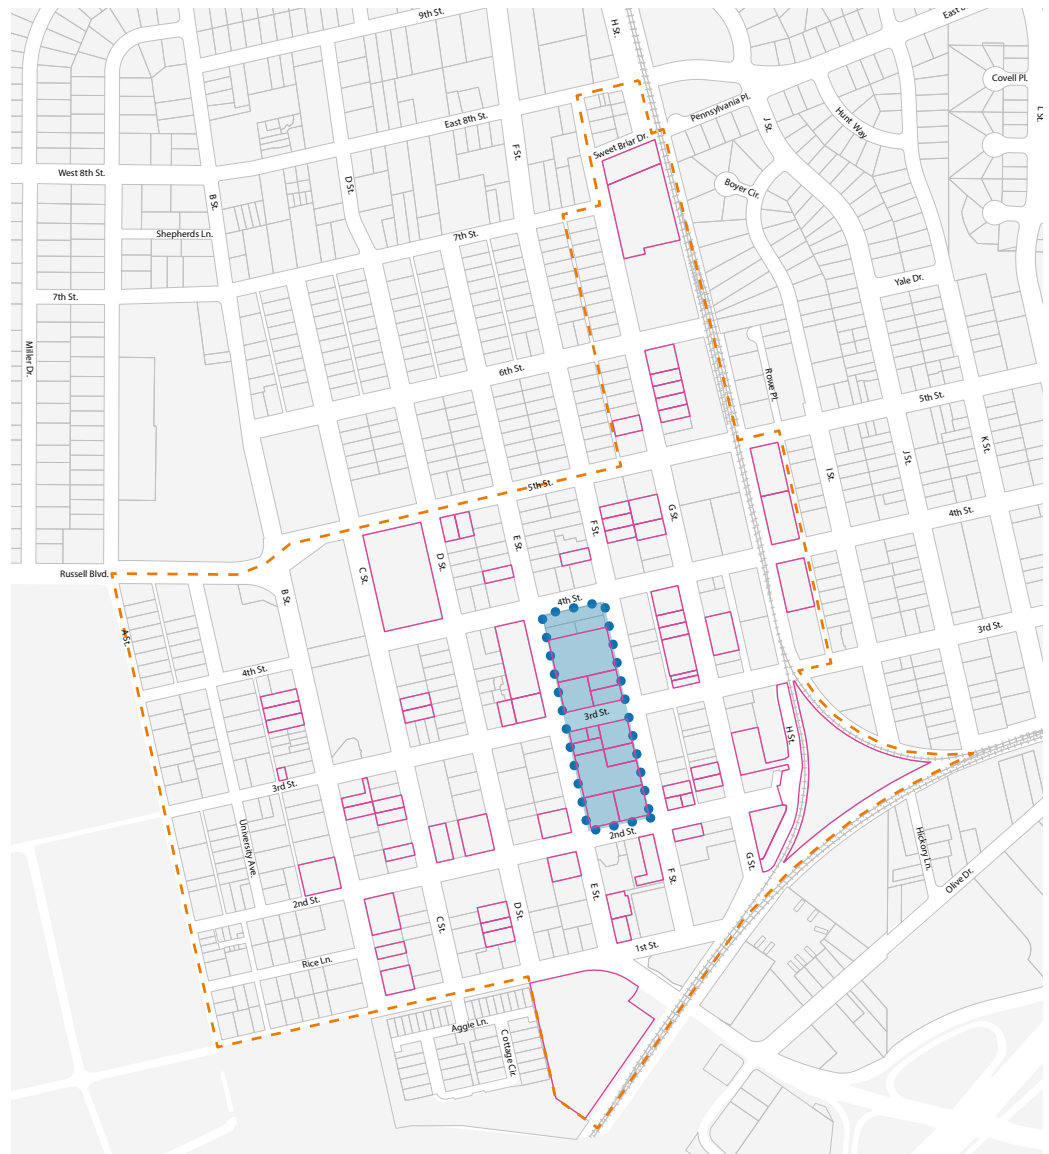 9th St.
H St.
East 8
Covell Pl.
L St.
Pennsylvania Pl.
J St.
Hunt Way
East 8th St.
F St.
Sweet Briar Dr.
West 8th St.
D St.
B St.
Boyer Cir.
Shepherds Ln.
7th St.
Yale Dr.
7th St.
Miller Dr.
6th St.
Rowe Pl.
5th St.
K St.
J St.
I St.
5th St.
4th St.
G St.
F St.
E St.
D St.
C St.
Russell Blvd.
B St.
4th St.
A St.
3rd St.
4th St.
3rd St.
H St.
3rd St.
University Ave.
2nd St.
G St.
Hickory Ln.
Olive Dr.
F St.
E St.
2nd St.
D St.
C St.
1st St.
Rice Ln.
Aggie Ln.
Cottage Cir.